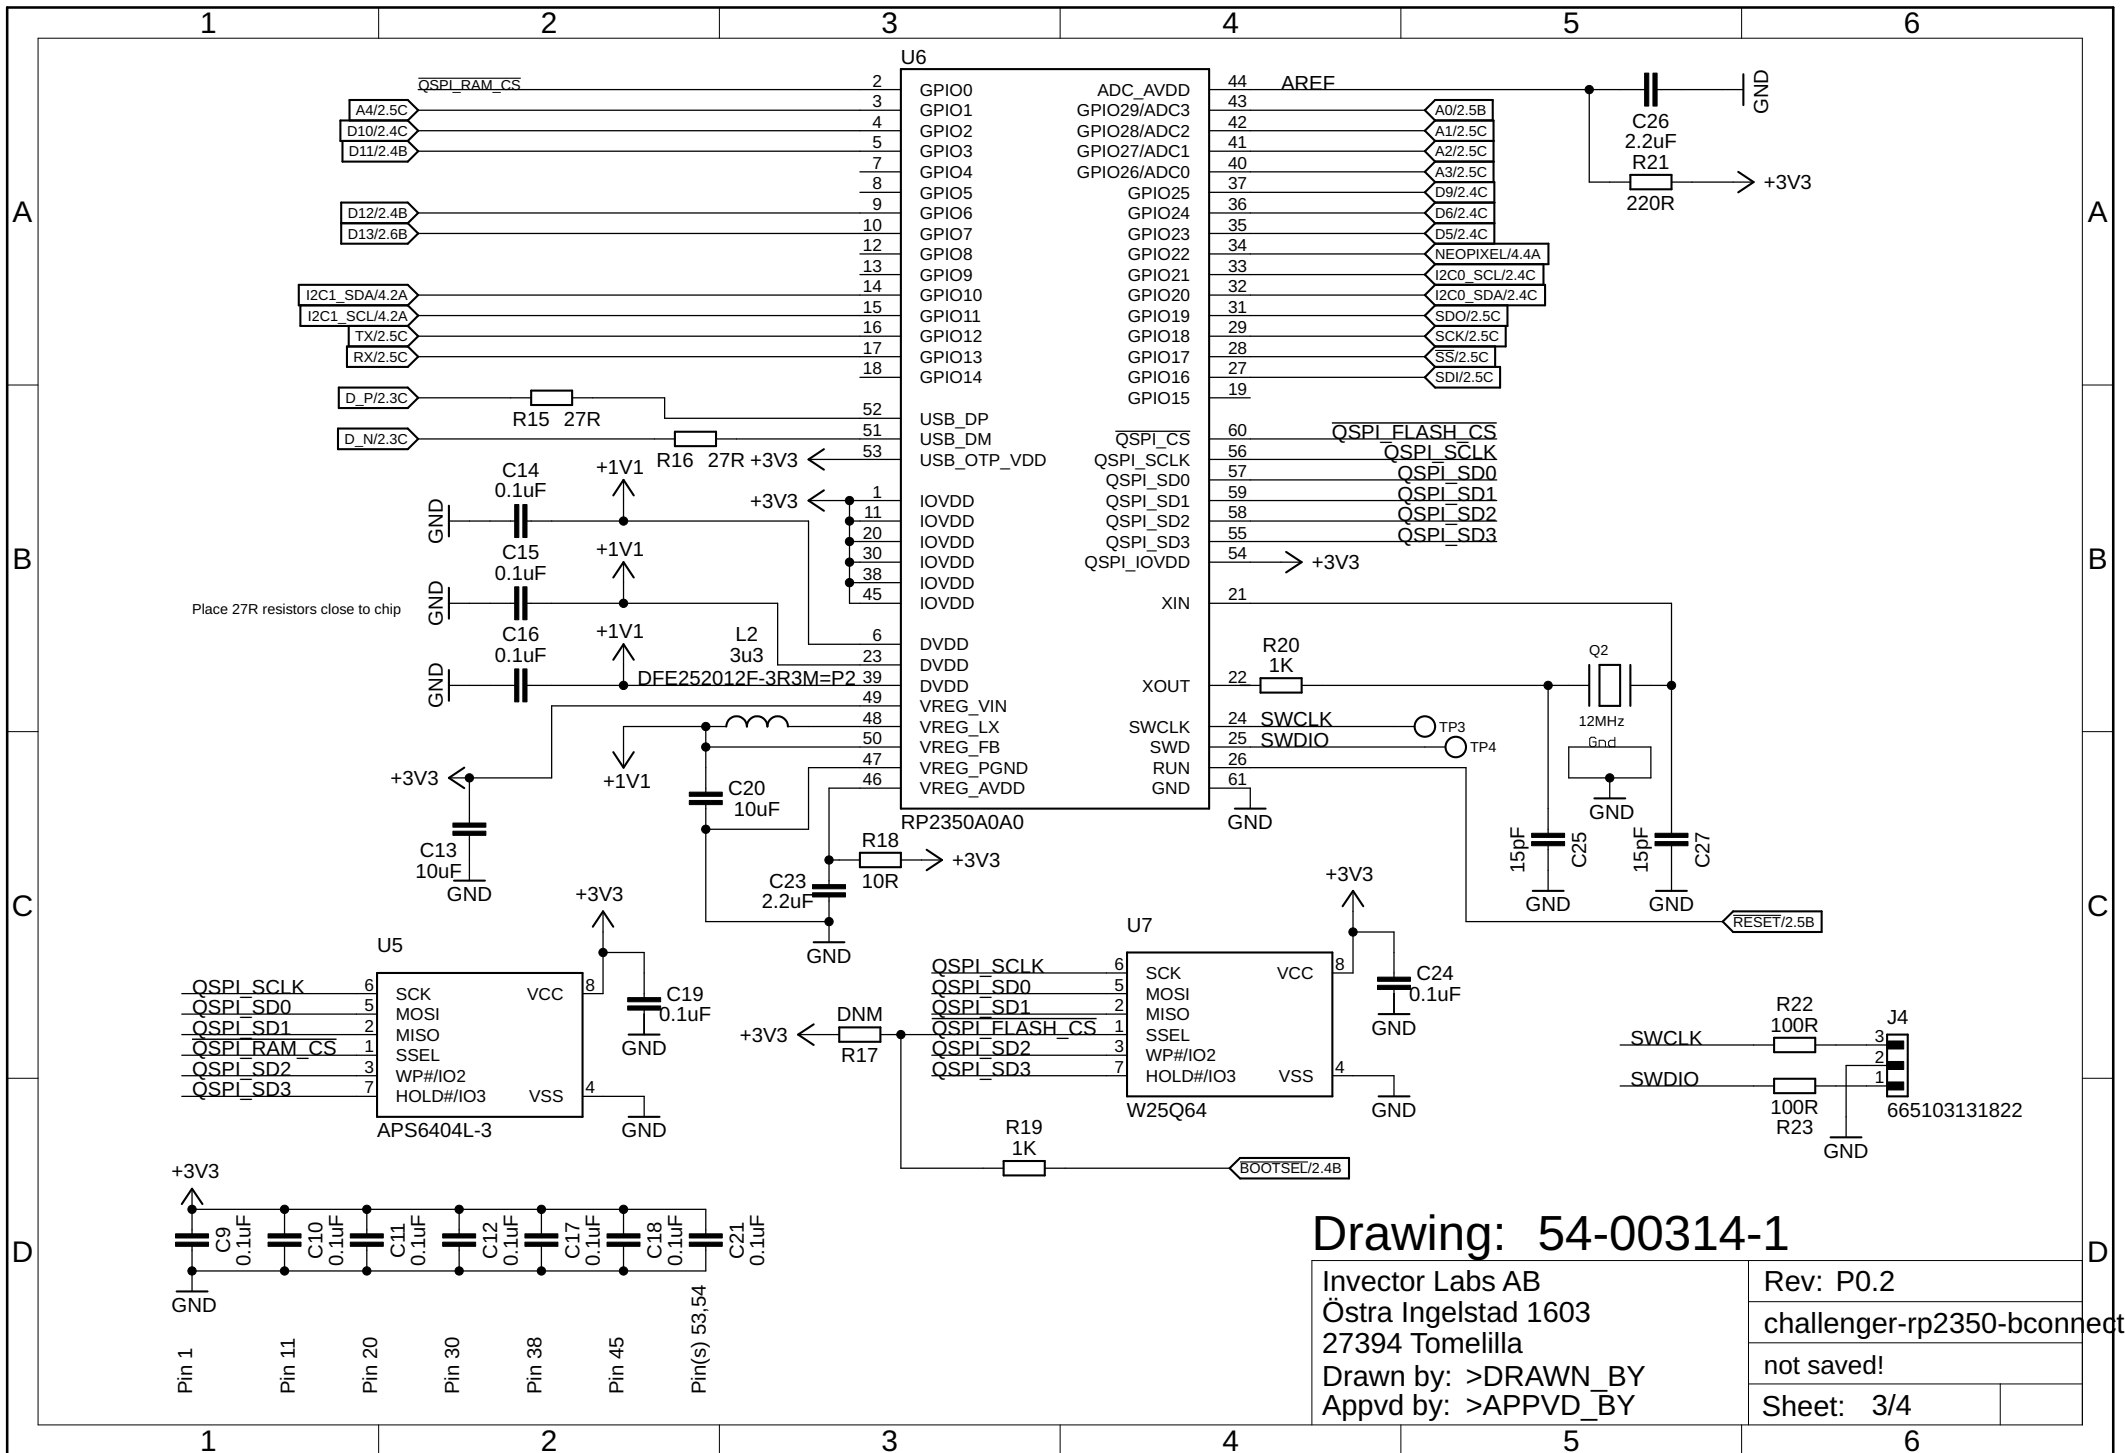 1 2 3 4 5 6
A B C D
A B C D
U6
QSPI_RAM_CS 2 GPIO0
A4/2.5C 3 GPIO1
D10/2.4C 4 GPIO2
D11/2.4B 5 GPIO3
7 GPIO4
8 GPIO5
D12/2.4B 9 GPIO6
D13/2.6B 10 GPIO7
12 GPIO8
13 GPIO9
I2C1_SDA/4.2A 14 GPIO10
I2C1_SCL/4.2A 15 GPIO11
TX/2.5C 16 GPIO12
RX/2.5C 17 GPIO13
18 GPIO14
D_P/2.3C R15 27R 52 USB_DP
D_N/2.3C R16 27R 51 USB_DM
+3V3 53 USB_OTP_VDD
+3V3 1 IOVDD
11 IOVDD
20 IOVDD
30 IOVDD
38 IOVDD
45 IOVDD
6 DVDD
23 DVDD
39 DVDD
49 VREG_VIN
48 VREG_LX
50 VREG_FB
47 VREG_PGND
46 VREG_AVDD
RP2350A0A0
ADC_AVDD 44 AREF
GPIO29/ADC3 43 A0/2.5B
GPIO28/ADC2 42 A1/2.5C
GPIO27/ADC1 41 A2/2.5C
GPIO26/ADC0 40 A3/2.5C
GPIO25 37 D9/2.4C
GPIO24 36 D6/2.4C
GPIO23 35 D5/2.4C
GPIO22 34 NEOPIXEL/4.4A
GPIO21 33 I2C0_SCL/2.4C
GPIO20 32 I2C0_SDA/2.4C
GPIO19 31 SDO/2.5C
GPIO18 29 SCK/2.5C
GPIO17 28 SS/2.5C
GPIO16 27 SDI/2.5C
GPIO15 19
QSPI_CS 60 QSPI_FLASH_CS
QSPI_SCLK 56 QSPI_SCLK
QSPI_SD0 57 QSPI_SD0
QSPI_SD1 59 QSPI_SD1
QSPI_SD2 58 QSPI_SD2
QSPI_SD3 55 QSPI_SD3
QSPI_IOVDD 54 +3V3
XIN 21
XOUT 22
SWCLK 24 SWCLK TP3
SWD 25 SWDIO TP4
RUN 26
GND 61
GND
C26
2.2uF
GND
R21
220R
+3V3
C14
0.1uF
GND
+1V1
C15
0.1uF
GND
+1V1
C16
0.1uF
GND
+1V1
Place 27R resistors close to chip
L2
3u3
DFE252012F-3R3M=P2
+3V3
C13
10uF
GND
+1V1
C20
10uF
R18
10R
+3V3
C23
2.2uF
GND
R20
1K
Q2
12MHz
Gnd
GND
15pF
C25
GND
15pF
C27
GND
RESET/2.5B
U5
+3V3
QSPI_SCLK 6 SCK VCC 8
QSPI_SD0 5 MOSI
QSPI_SD1 2 MISO
QSPI_RAM_CS 1 SSEL
QSPI_SD2 3 WP#/IO2
QSPI_SD3 7 HOLD#/IO3 VSS 4
APS6404L-3
C19
0.1uF
GND
GND
U7
+3V3
QSPI_SCLK 6 SCK VCC 8
QSPI_SD0 5 MOSI
QSPI_SD1 2 MISO
QSPI_FLASH_CS 1 SSEL
QSPI_SD2 3 WP#/IO2
QSPI_SD3 7 HOLD#/IO3 VSS 4
W25Q64
C24
0.1uF
GND
GND
+3V3
DNM
R17
R19
1K
BOOTSEL/2.4B
SWCLK
R22
100R
J4
3
2
1
SWDIO
100R
R23
665103131822
GND
+3V3
C9
0.1uF
C10
0.1uF
C11
0.1uF
C12
0.1uF
C17
0.1uF
C18
0.1uF
C21
0.1uF
GND
Pin 1
Pin 11
Pin 20
Pin 30
Pin 38
Pin 45
Pin(s) 53,54
Drawing: 54-00314-1
Invector Labs AB
Östra Ingelstad 1603
27394 Tomelilla
Drawn by: >DRAWN_BY
Appvd by: >APPVD_BY
Rev: P0.2
challenger-rp2350-bconnect
not saved!
Sheet: 3/4
1 2 3 4 5 6